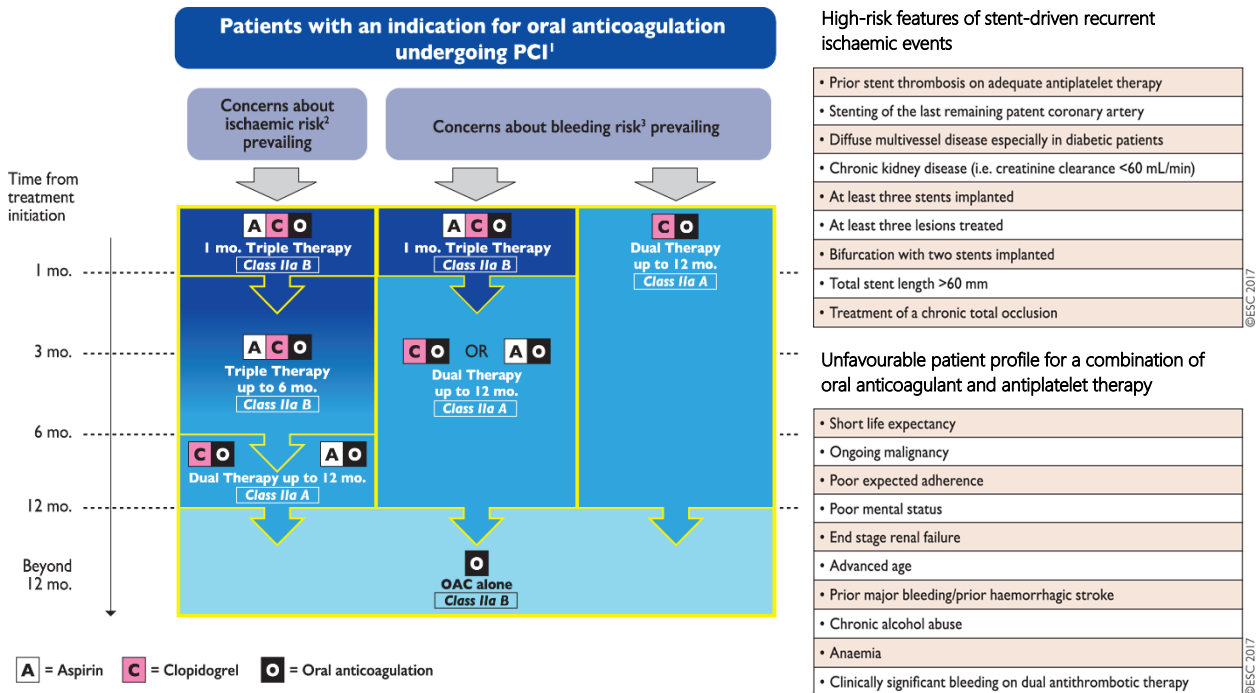 Patients with an indication for oral anticoagulation
undergoing PCI¹
Concerns about
ischaemic risk²
prevailing
Concerns about bleeding risk³ prevailing
Time from
treatment
initiation
1 mo.
3 mo.
6 mo.
12 mo.
Beyond
12 mo.
A C O
1 mo. Triple Therapy
Class IIa B
A C O
1 mo. Triple Therapy
Class IIa B
C O
Dual Therapy
up to 12 mo.
Class IIa A
A C O
Triple Therapy
up to 6 mo.
Class IIa B
C O OR A O
Dual Therapy
up to 12 mo.
Class IIa A
C O A O
Dual Therapy up to 12 mo.
Class IIa A
O
OAC alone
Class IIa B
A = Aspirin C = Clopidogrel O = Oral anticoagulation
High-risk features of stent-driven recurrent
ischaemic events
• Prior stent thrombosis on adequate antiplatelet therapy
• Stenting of the last remaining patent coronary artery
• Diffuse multivessel disease especially in diabetic patients
• Chronic kidney disease (i.e. creatinine clearance <60 mL/min)
• At least three stents implanted
• At least three lesions treated
• Bifurcation with two stents implanted
• Total stent length >60 mm
• Treatment of a chronic total occlusion
©ESC 2017
Unfavourable patient profile for a combination of
oral anticoagulant and antiplatelet therapy
• Short life expectancy
• Ongoing malignancy
• Poor expected adherence
• Poor mental status
• End stage renal failure
• Advanced age
• Prior major bleeding/prior haemorrhagic stroke
• Chronic alcohol abuse
• Anaemia
• Clinically significant bleeding on dual antithrombotic therapy
©ESC 2017